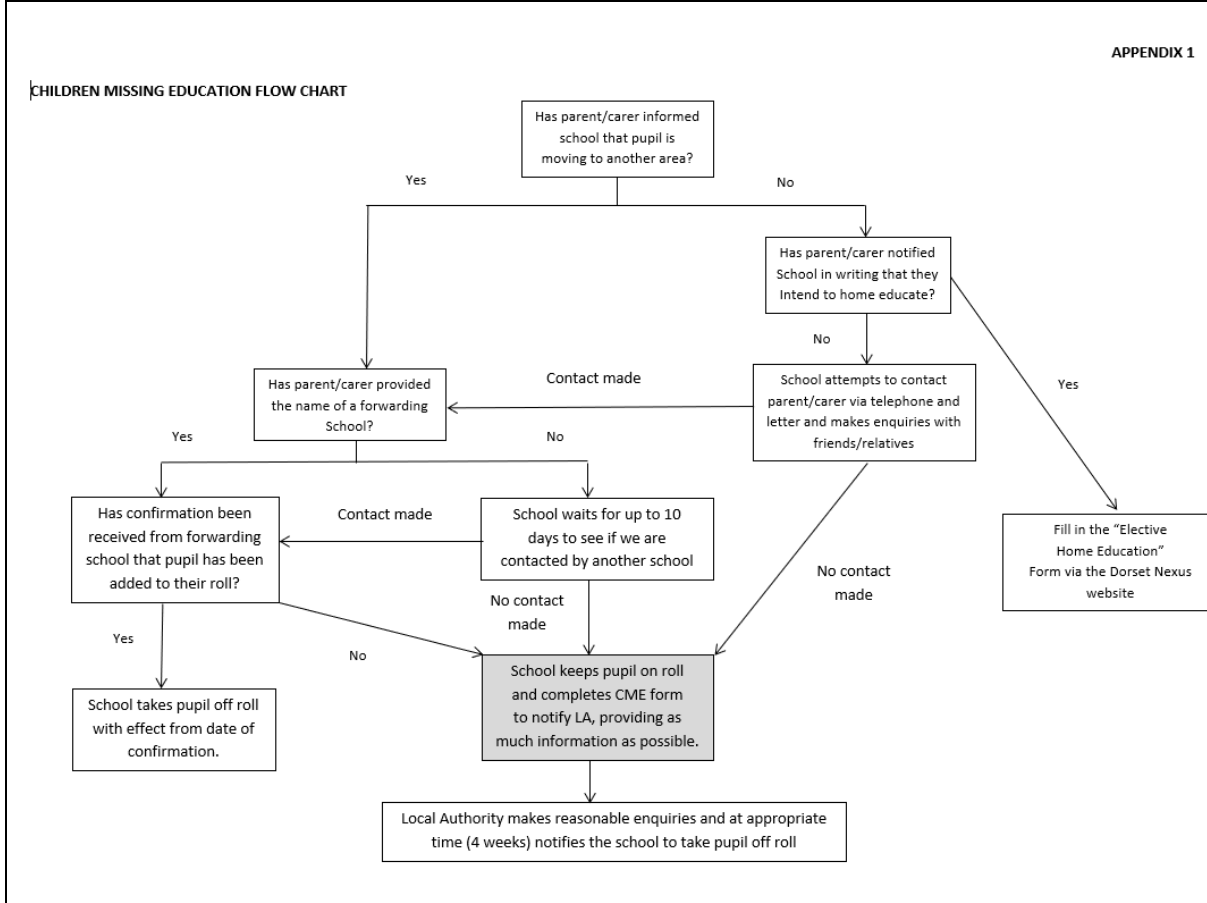 APPENDIX 1
CHILDREN MISSING EDUCATION FLOW CHART
Has parent/carer informed
school that pupil is
moving to another area?
Yes
No
Has parent/carer notified
School in writing that they
Intend to home educate?
No
Yes
Has parent/carer provided
the name of a forwarding
School?
Contact made
School attempts to contact
parent/carer via telephone and
letter and makes enquiries with
friends/relatives
Yes
No
Has confirmation been
received from forwarding
school that pupil has been
added to their roll?
Contact made
School waits for up to 10
days to see if we are
contacted by another school
Fill in the “Elective
Home Education”
Form via the Dorset Nexus
website
No contact
made
No contact
made
Yes
No
School takes pupil off roll
with effect from date of
confirmation.
School keeps pupil on roll
and completes CME form
to notify LA, providing as
much information as possible.
Local Authority makes reasonable enquiries and at appropriate
time (4 weeks) notifies the school to take pupil off roll